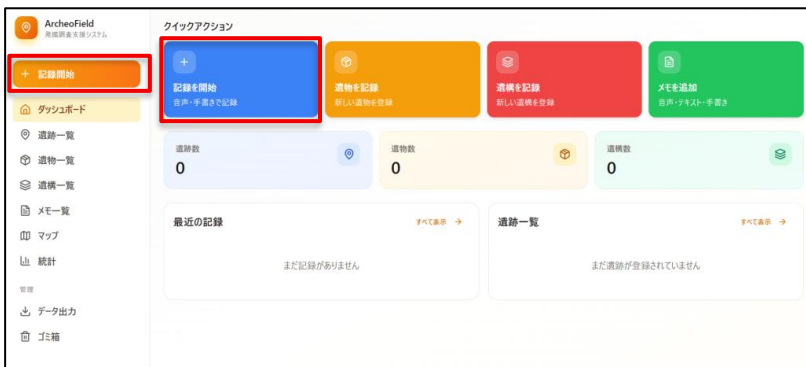 ArcheoField
発掘調査支援システム
+ 記録開始
ダッシュボード
遺跡一覧
遺物一覧
遺構一覧
メモ一覧
マップ
統計
管理
データ出力
ゴミ箱
クイックアクション
記録を開始
音声・手書きで記録
遺物を記録
新しい遺物を登録
遺構を記録
新しい遺構を登録
メモを追加
音声・テキスト・手書き
遺跡数
0
遺物数
0
遺構数
0
最近の記録
すべて表示 →
まだ記録がありません
遺跡一覧
すべて表示 →
まだ遺跡が登録されていません